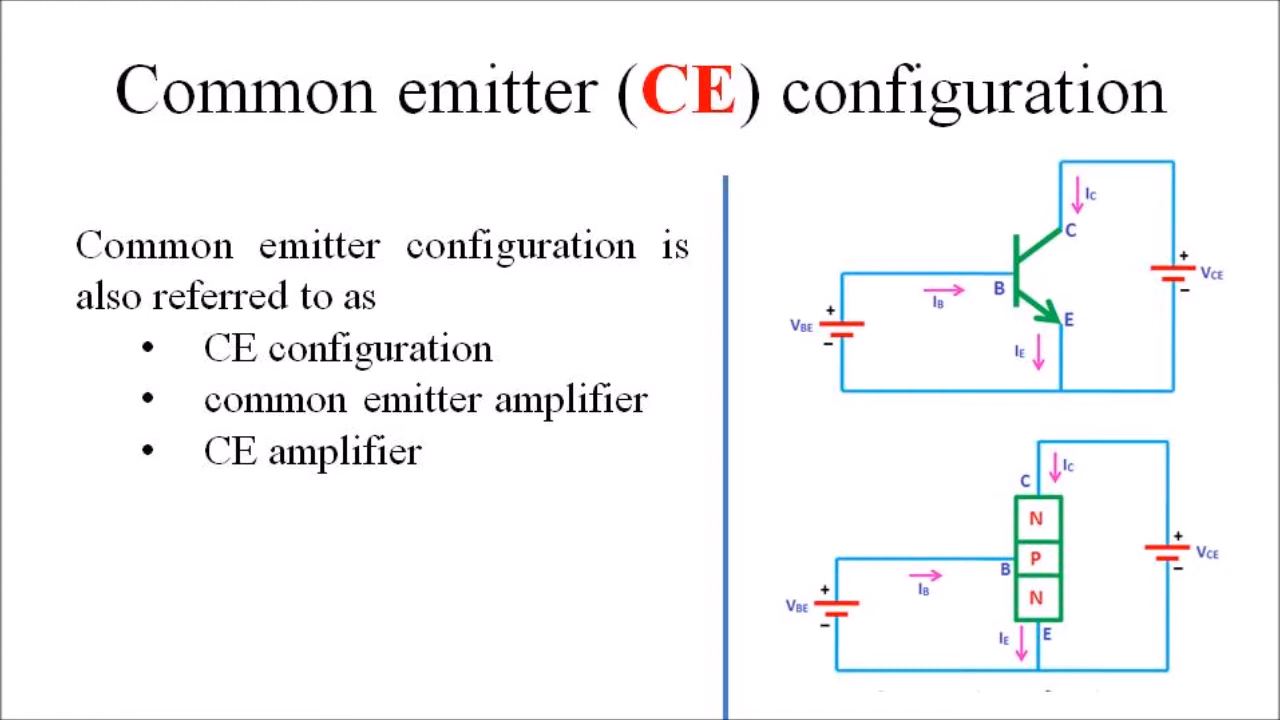 Common emitter (CE) configuration
Common emitter configuration is
also referred to as
• CE configuration
• common emitter amplifier
• CE amplifier
IC
C
+
VCE
−
B
IB
+
VBE
−
E
IE
IC
C
N
P
N
B
IB
+
VCE
−
+
VBE
−
IE
E